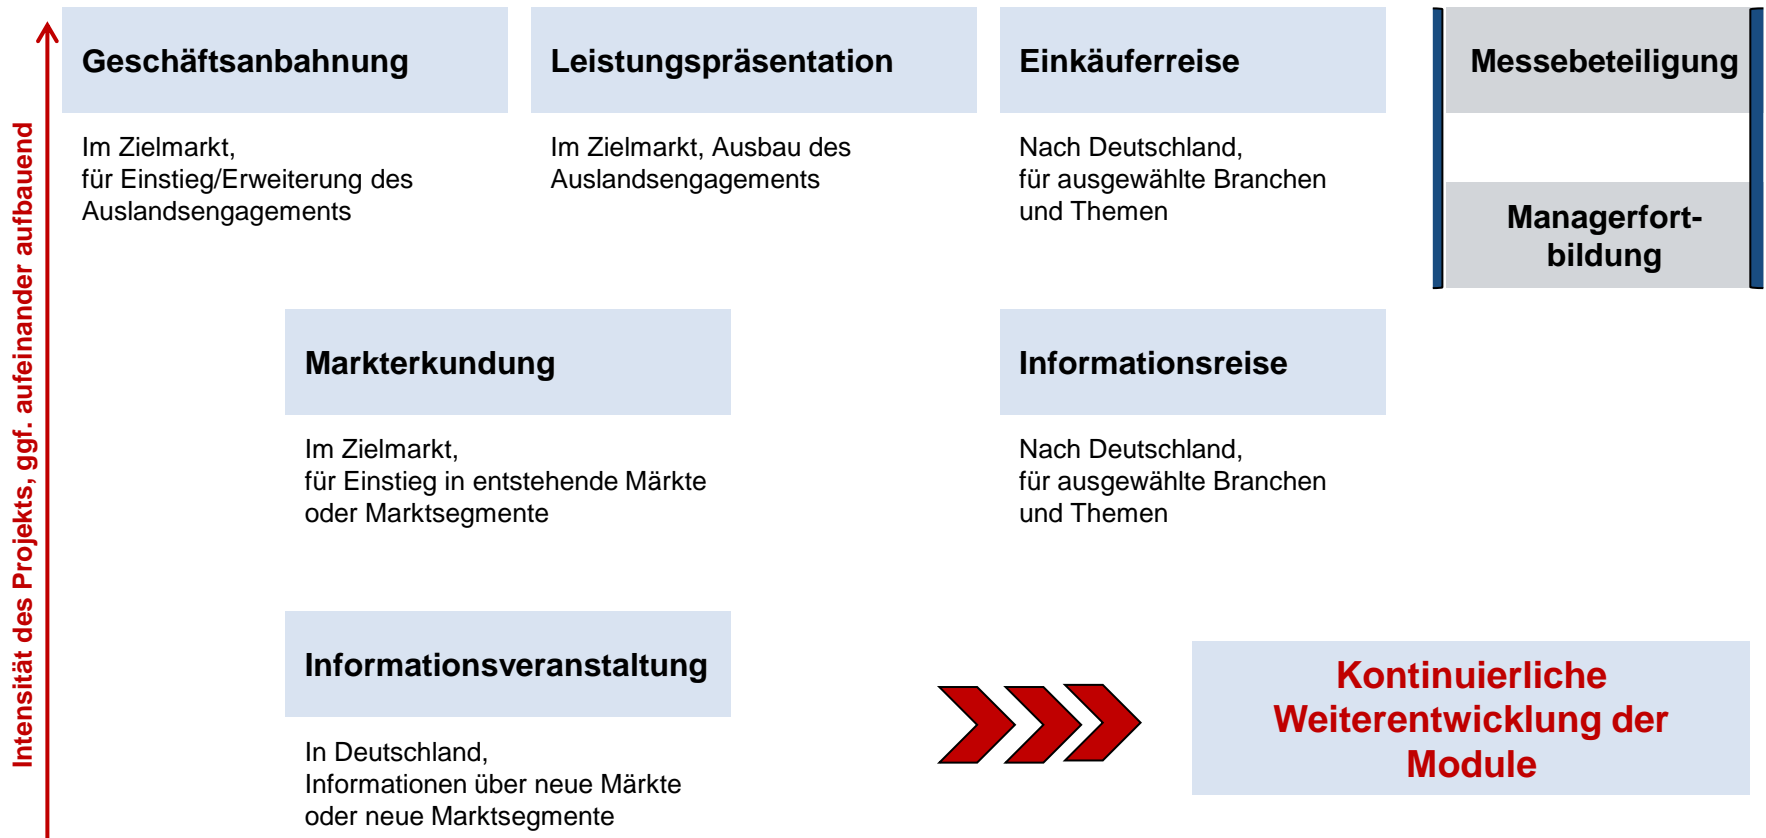 Intensität des Projekts, ggf. aufeinander aufbauend
Geschäftsanbahnung
Im Zielmarkt,
für Einstieg/Erweiterung des
Auslandsengagements
Leistungspräsentation
Im Zielmarkt, Ausbau des
Auslandsengagements
Einkäuferreise
Nach Deutschland,
für ausgewählte Branchen
und Themen
Messebeteiligung
Managerfort-
bildung
Markterkundung
Im Zielmarkt,
für Einstieg in entstehende Märkte
oder Marktsegmente
Informationsreise
Nach Deutschland,
für ausgewählte Branchen
und Themen
Informationsveranstaltung
In Deutschland,
Informationen über neue Märkte
oder neue Marktsegmente
Kontinuierliche
Weiterentwicklung der
Module